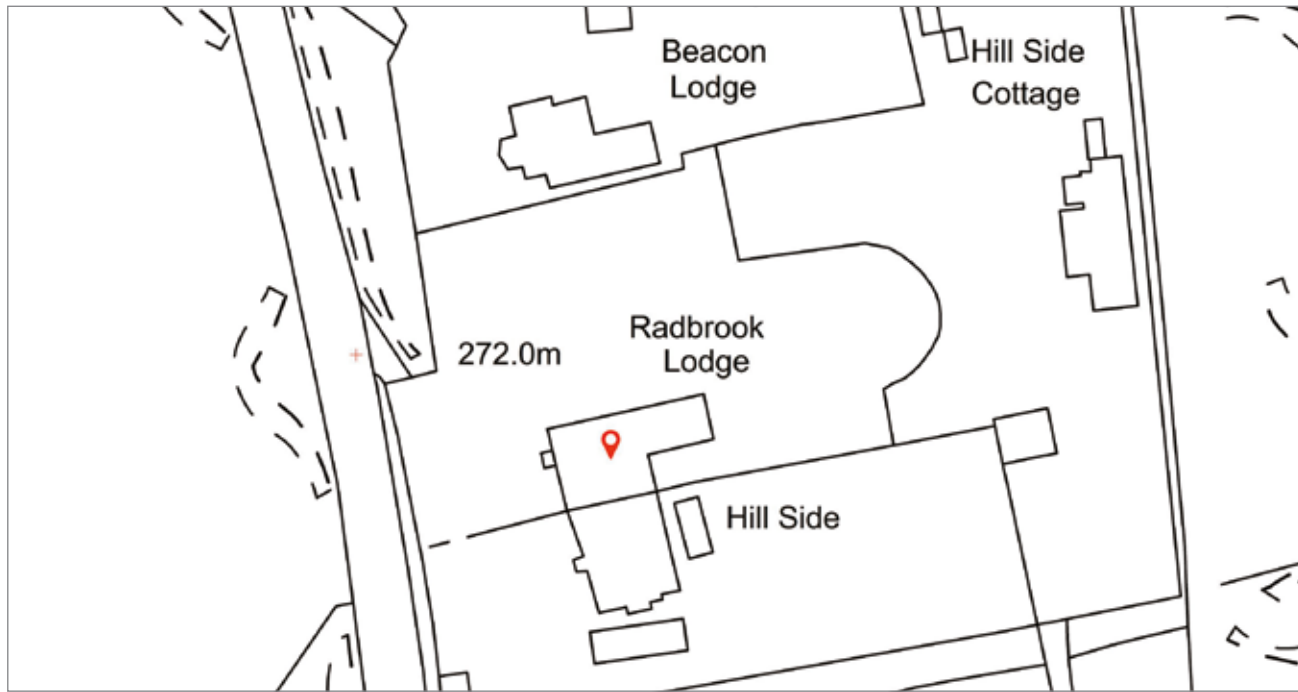 Beacon
Lodge
Hill Side
Cottage
Radbrook
Lodge
272.0m
Hill Side